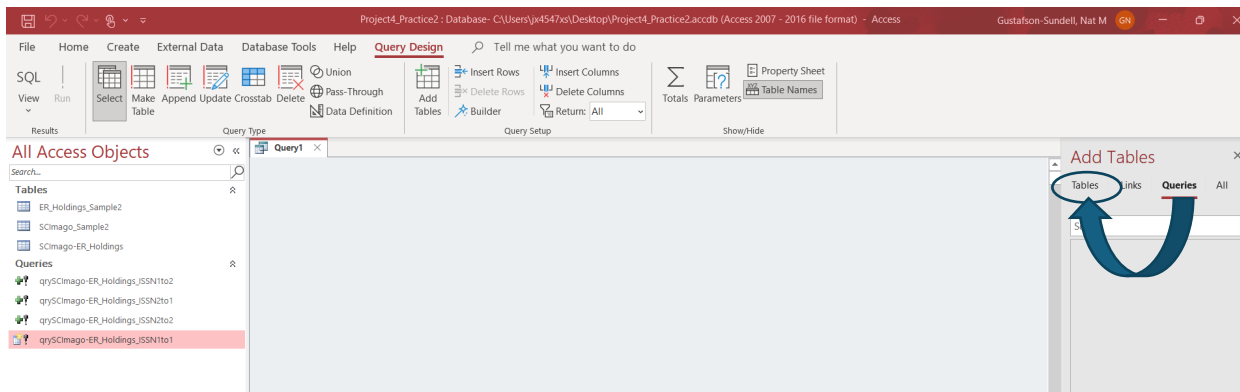 Project4_Practice2 : Database- C:\Users\jx4547xs\Desktop\Project4_Practice2.accdb (Access 2007 - 2016 file format) - Access
Gustafson-Sundell, Nat M GN
File Home Create External Data Database Tools Help Query Design Tell me what you want to do
SQL
View
Run
Results
Select
Make
Table
Append Update Crosstab Delete
Union
Pass-Through
Data Definition
Query Type
Add
Tables
Insert Rows
Delete Rows
Builder
Insert Columns
Delete Columns
Return: All
Query Setup
Totals Parameters
Property Sheet
Table Names
Show/Hide
All Access Objects
Search...
Tables
ER_Holdings_Sample2
SCImago_Sample2
SCImago-ER_Holdings
Queries
qrySCImago-ER_Holdings_ISSN1to2
qrySCImago-ER_Holdings_ISSN2to1
qrySCImago-ER_Holdings_ISSN2to2
qrySCImago-ER_Holdings_ISSN1to1
Query1
Add Tables
Tables Links Queries All